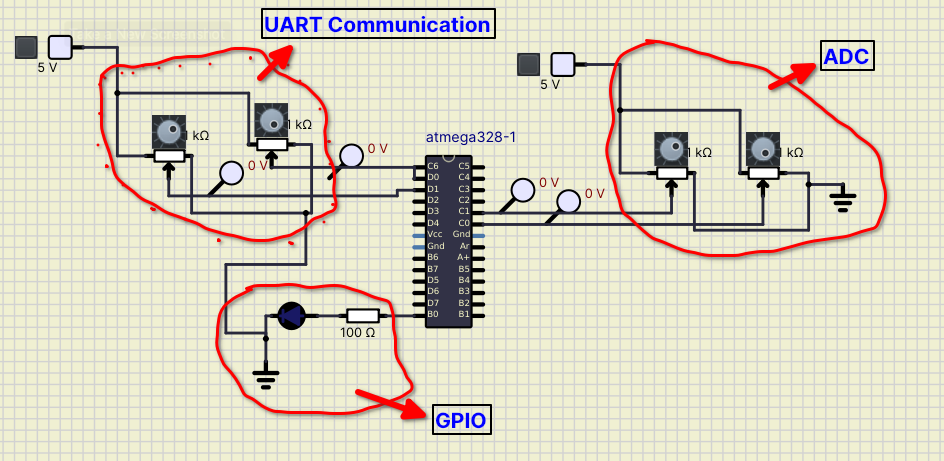 UART Communication
ADC
5 V
5 V
1 kΩ
1 kΩ
1 kΩ
1 kΩ
0 V
0 V
0 V
0 V
atmega328-1
C6 C5
D0 C4
D1 C3
D2 C2
D3 C1
D4 C0
Vcc Gnd
Gnd Ar
B6 A+
B7 B5
D5 B4
D6 B3
D7 B2
B0 B1
100 Ω
GPIO